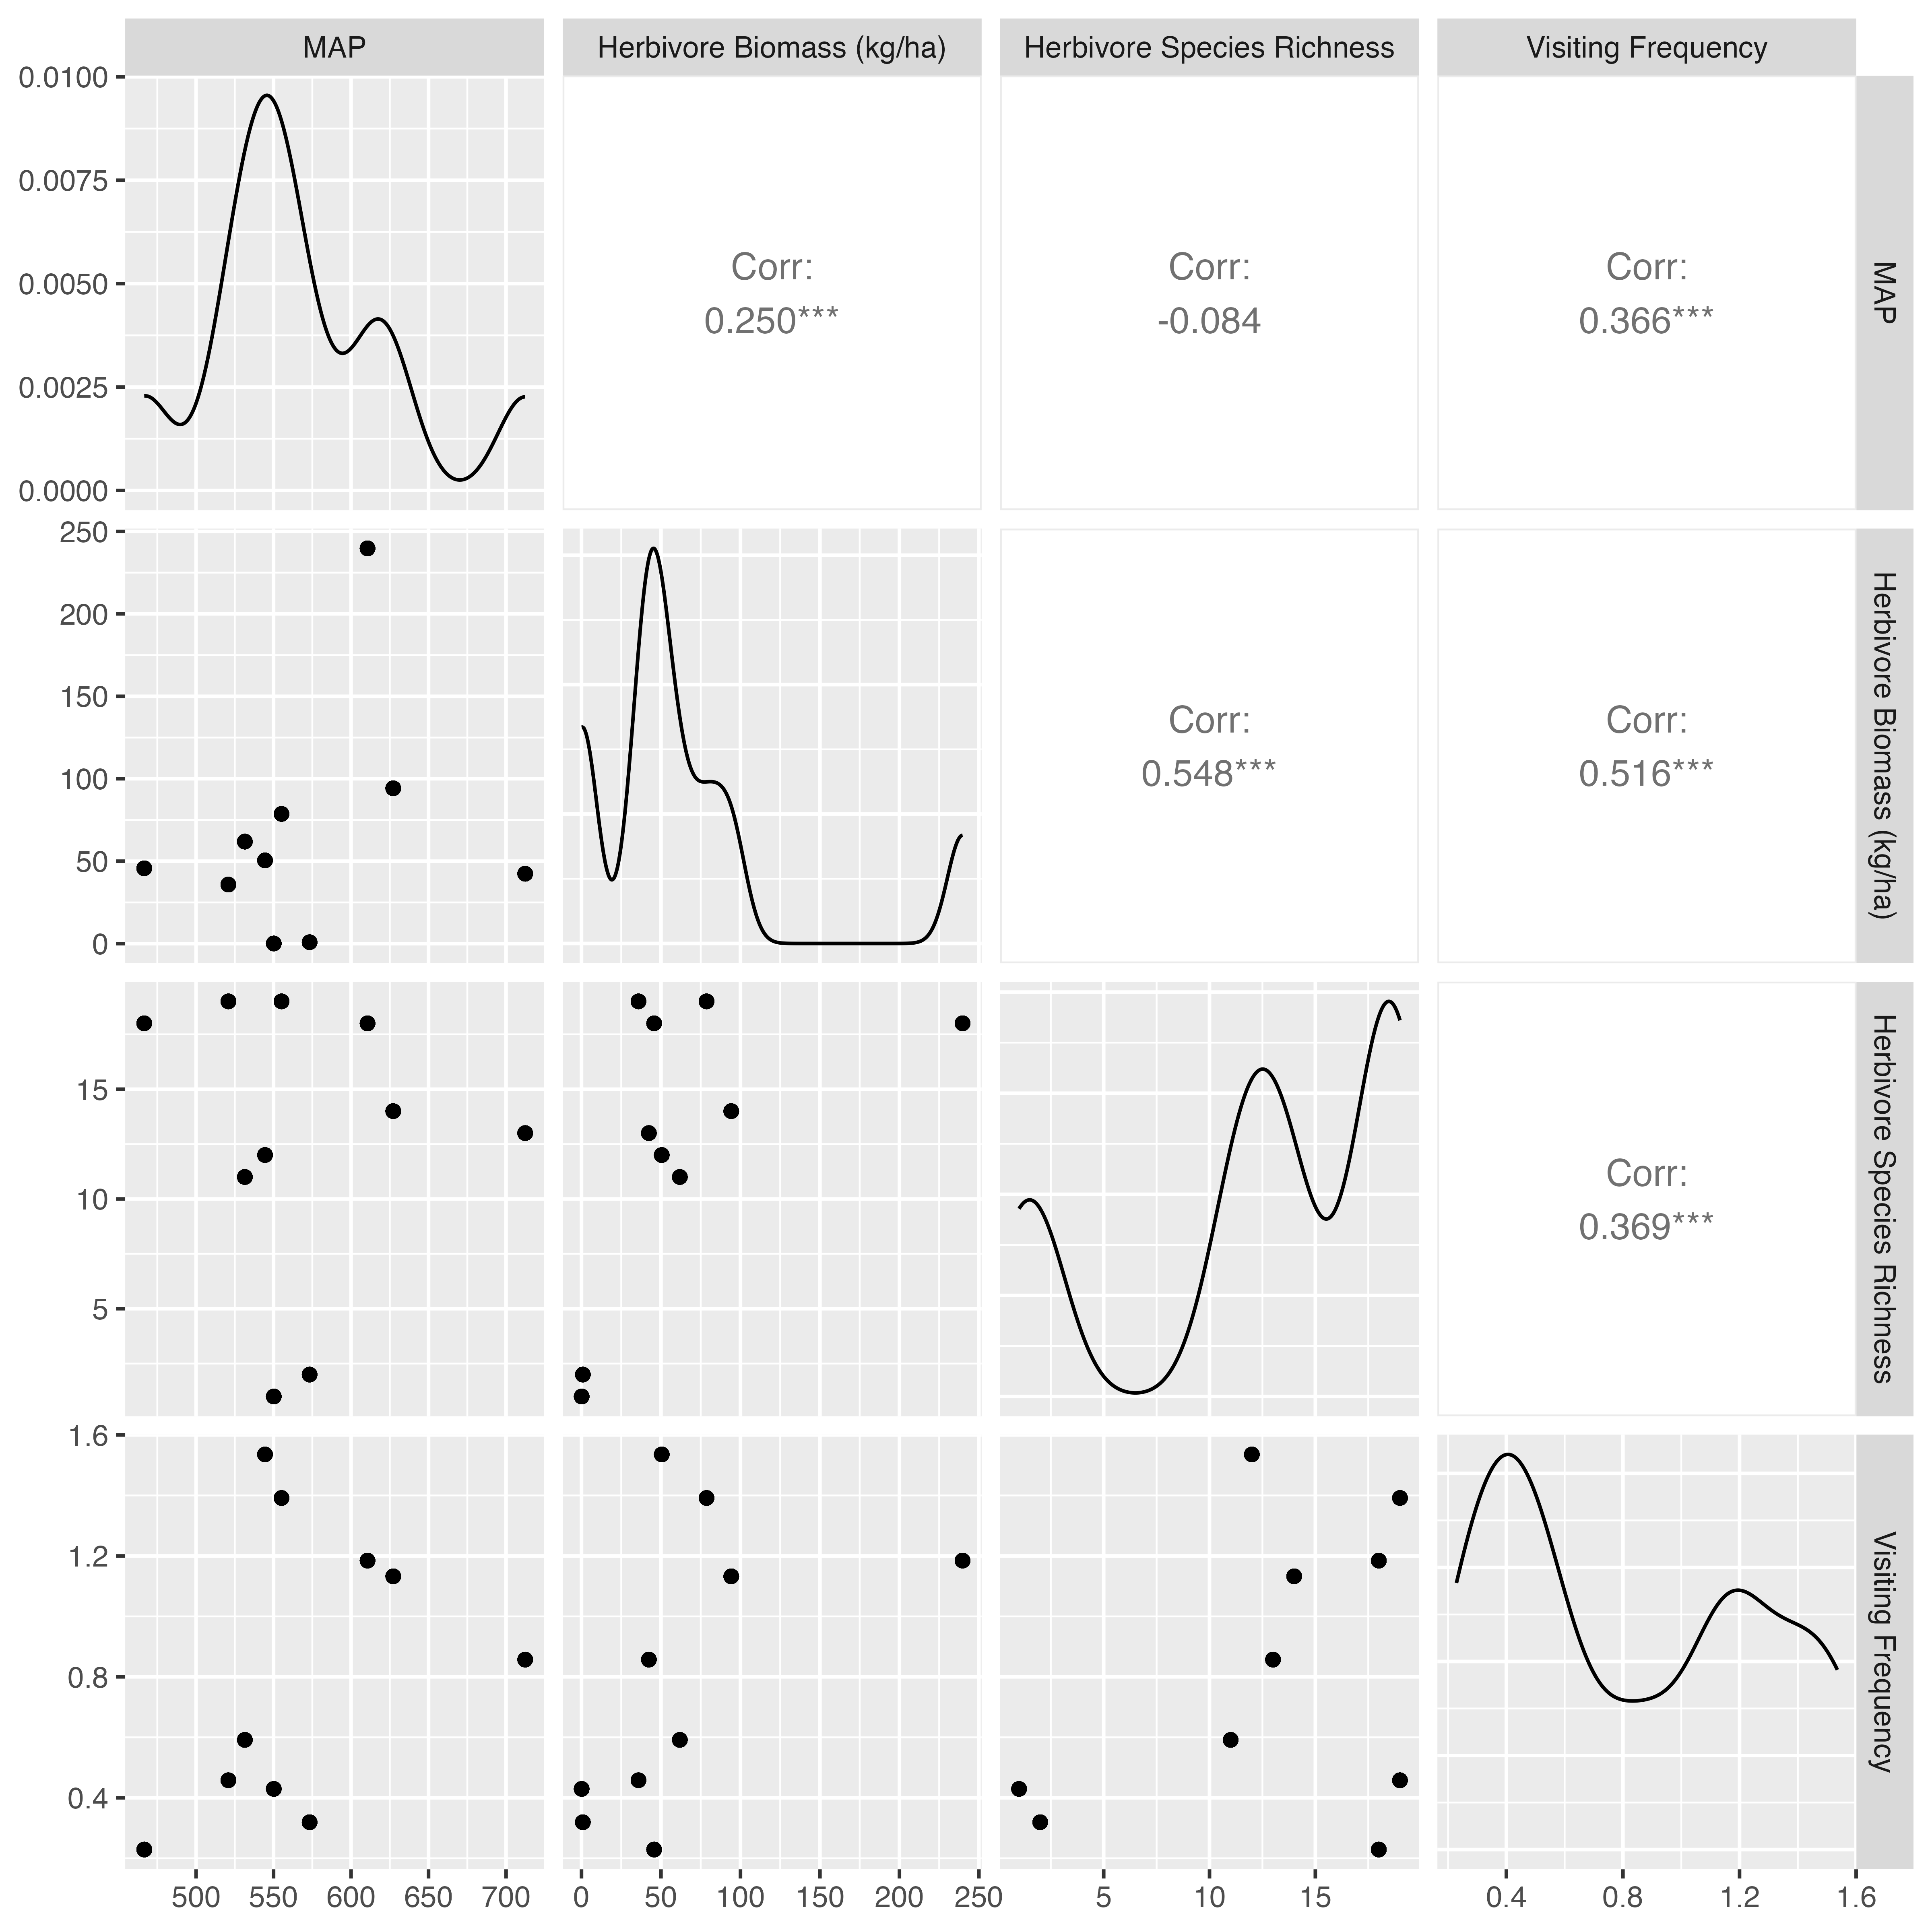 MAP
Herbivore Biomass (kg/ha)
Herbivore Species Richness
Visiting Frequency
0.0100
0.0075
0.0050
0.0025
0.0000
Corr:
0.250***
Corr:
-0.084
Corr:
0.366***
MAP
250
200
150
100
50
0
Corr:
0.548***
Corr:
0.516***
Herbivore Biomass (kg/ha)
15
10
5
Corr:
0.369***
Herbivore Species Richness
1.6
1.2
0.8
0.4
Visiting Frequency
500 550 600 650 700
0 50 100 150 200 250
5 10 15
0.4 0.8 1.2 1.6